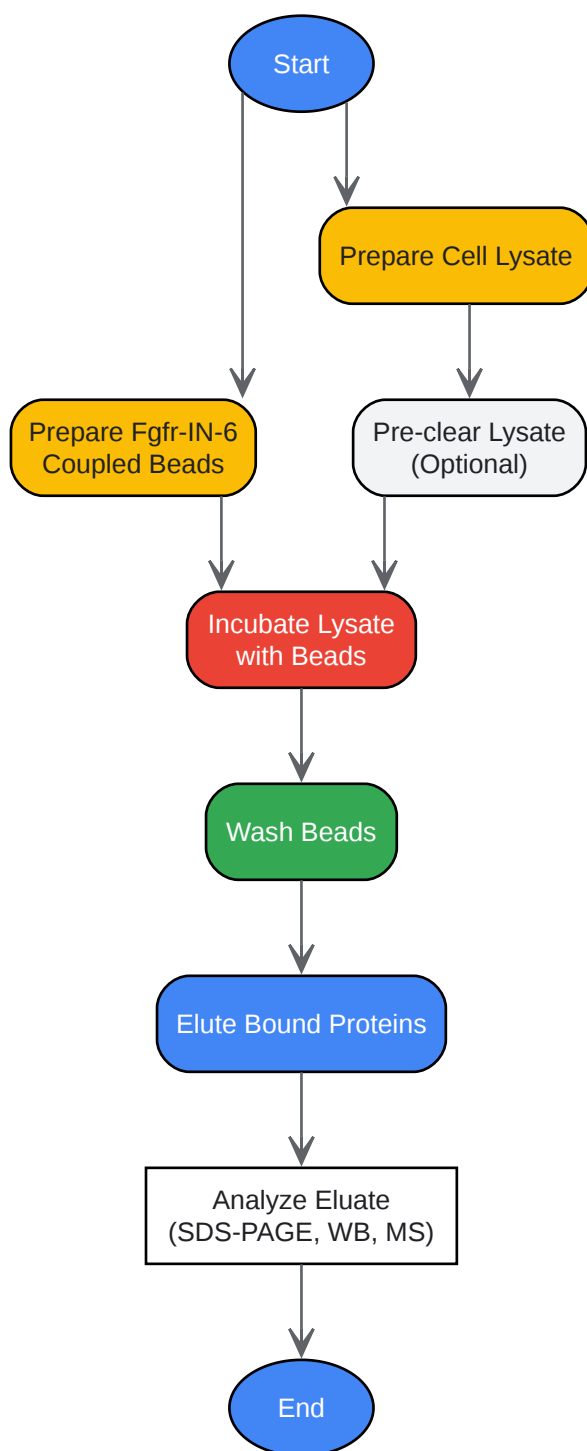 Start
Prepare Cell Lysate
Prepare Fgfr-IN-6
Coupled Beads
Pre-clear Lysate
(Optional)
Incubate Lysate
with Beads
Wash Beads
Elute Bound Proteins
Analyze Eluate
(SDS-PAGE, WB, MS)
End